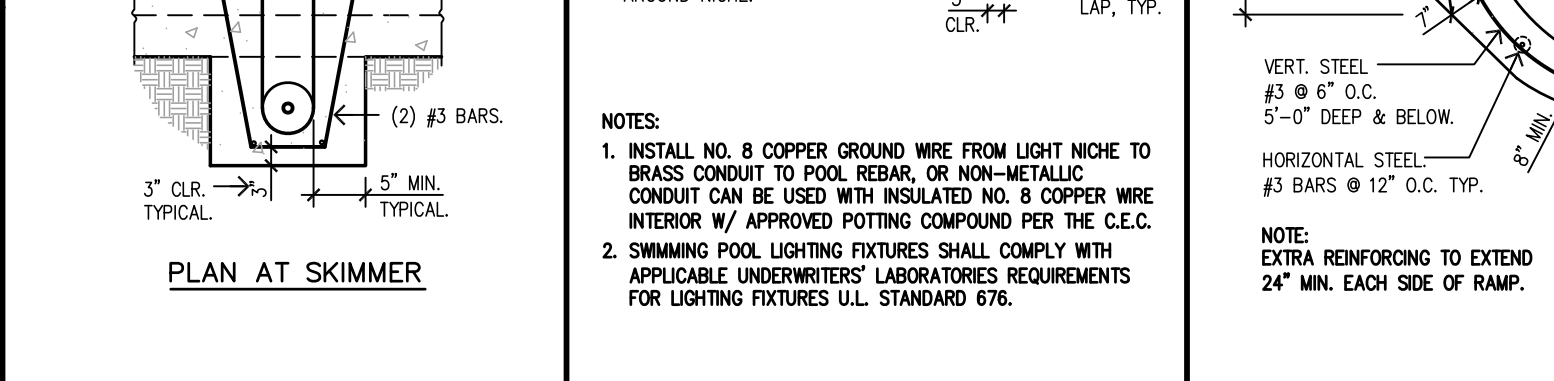 (2) #3 BARS.
3" CLR.
TYPICAL.
3"
5" MIN.
TYPICAL.
PLAN AT SKIMMER
CLR.
LAP, TYP.
NOTES:
1. INSTALL NO. 8 COPPER GROUND WIRE FROM LIGHT NICHE TO
BRASS CONDUIT TO POOL REBAR, OR NON-METALLIC
CONDUIT CAN BE USED WITH INSULATED NO. 8 COPPER WIRE
INTERIOR W/ APPROVED POTTING COMPOUND PER THE C.E.C.
2. SWIMMING POOL LIGHTING FIXTURES SHALL COMPLY WITH
APPLICABLE UNDERWRITERS' LABORATORIES REQUIREMENTS
FOR LIGHTING FIXTURES U.L. STANDARD 676.
7"
VERT. STEEL
#3 @ 6" O.C.
5'-0" DEEP & BELOW.
8" MIN.
HORIZONTAL STEEL.
#3 BARS @ 12" O.C. TYP.
NOTE:
EXTRA REINFORCING TO EXTEND
24" MIN. EACH SIDE OF RAMP.